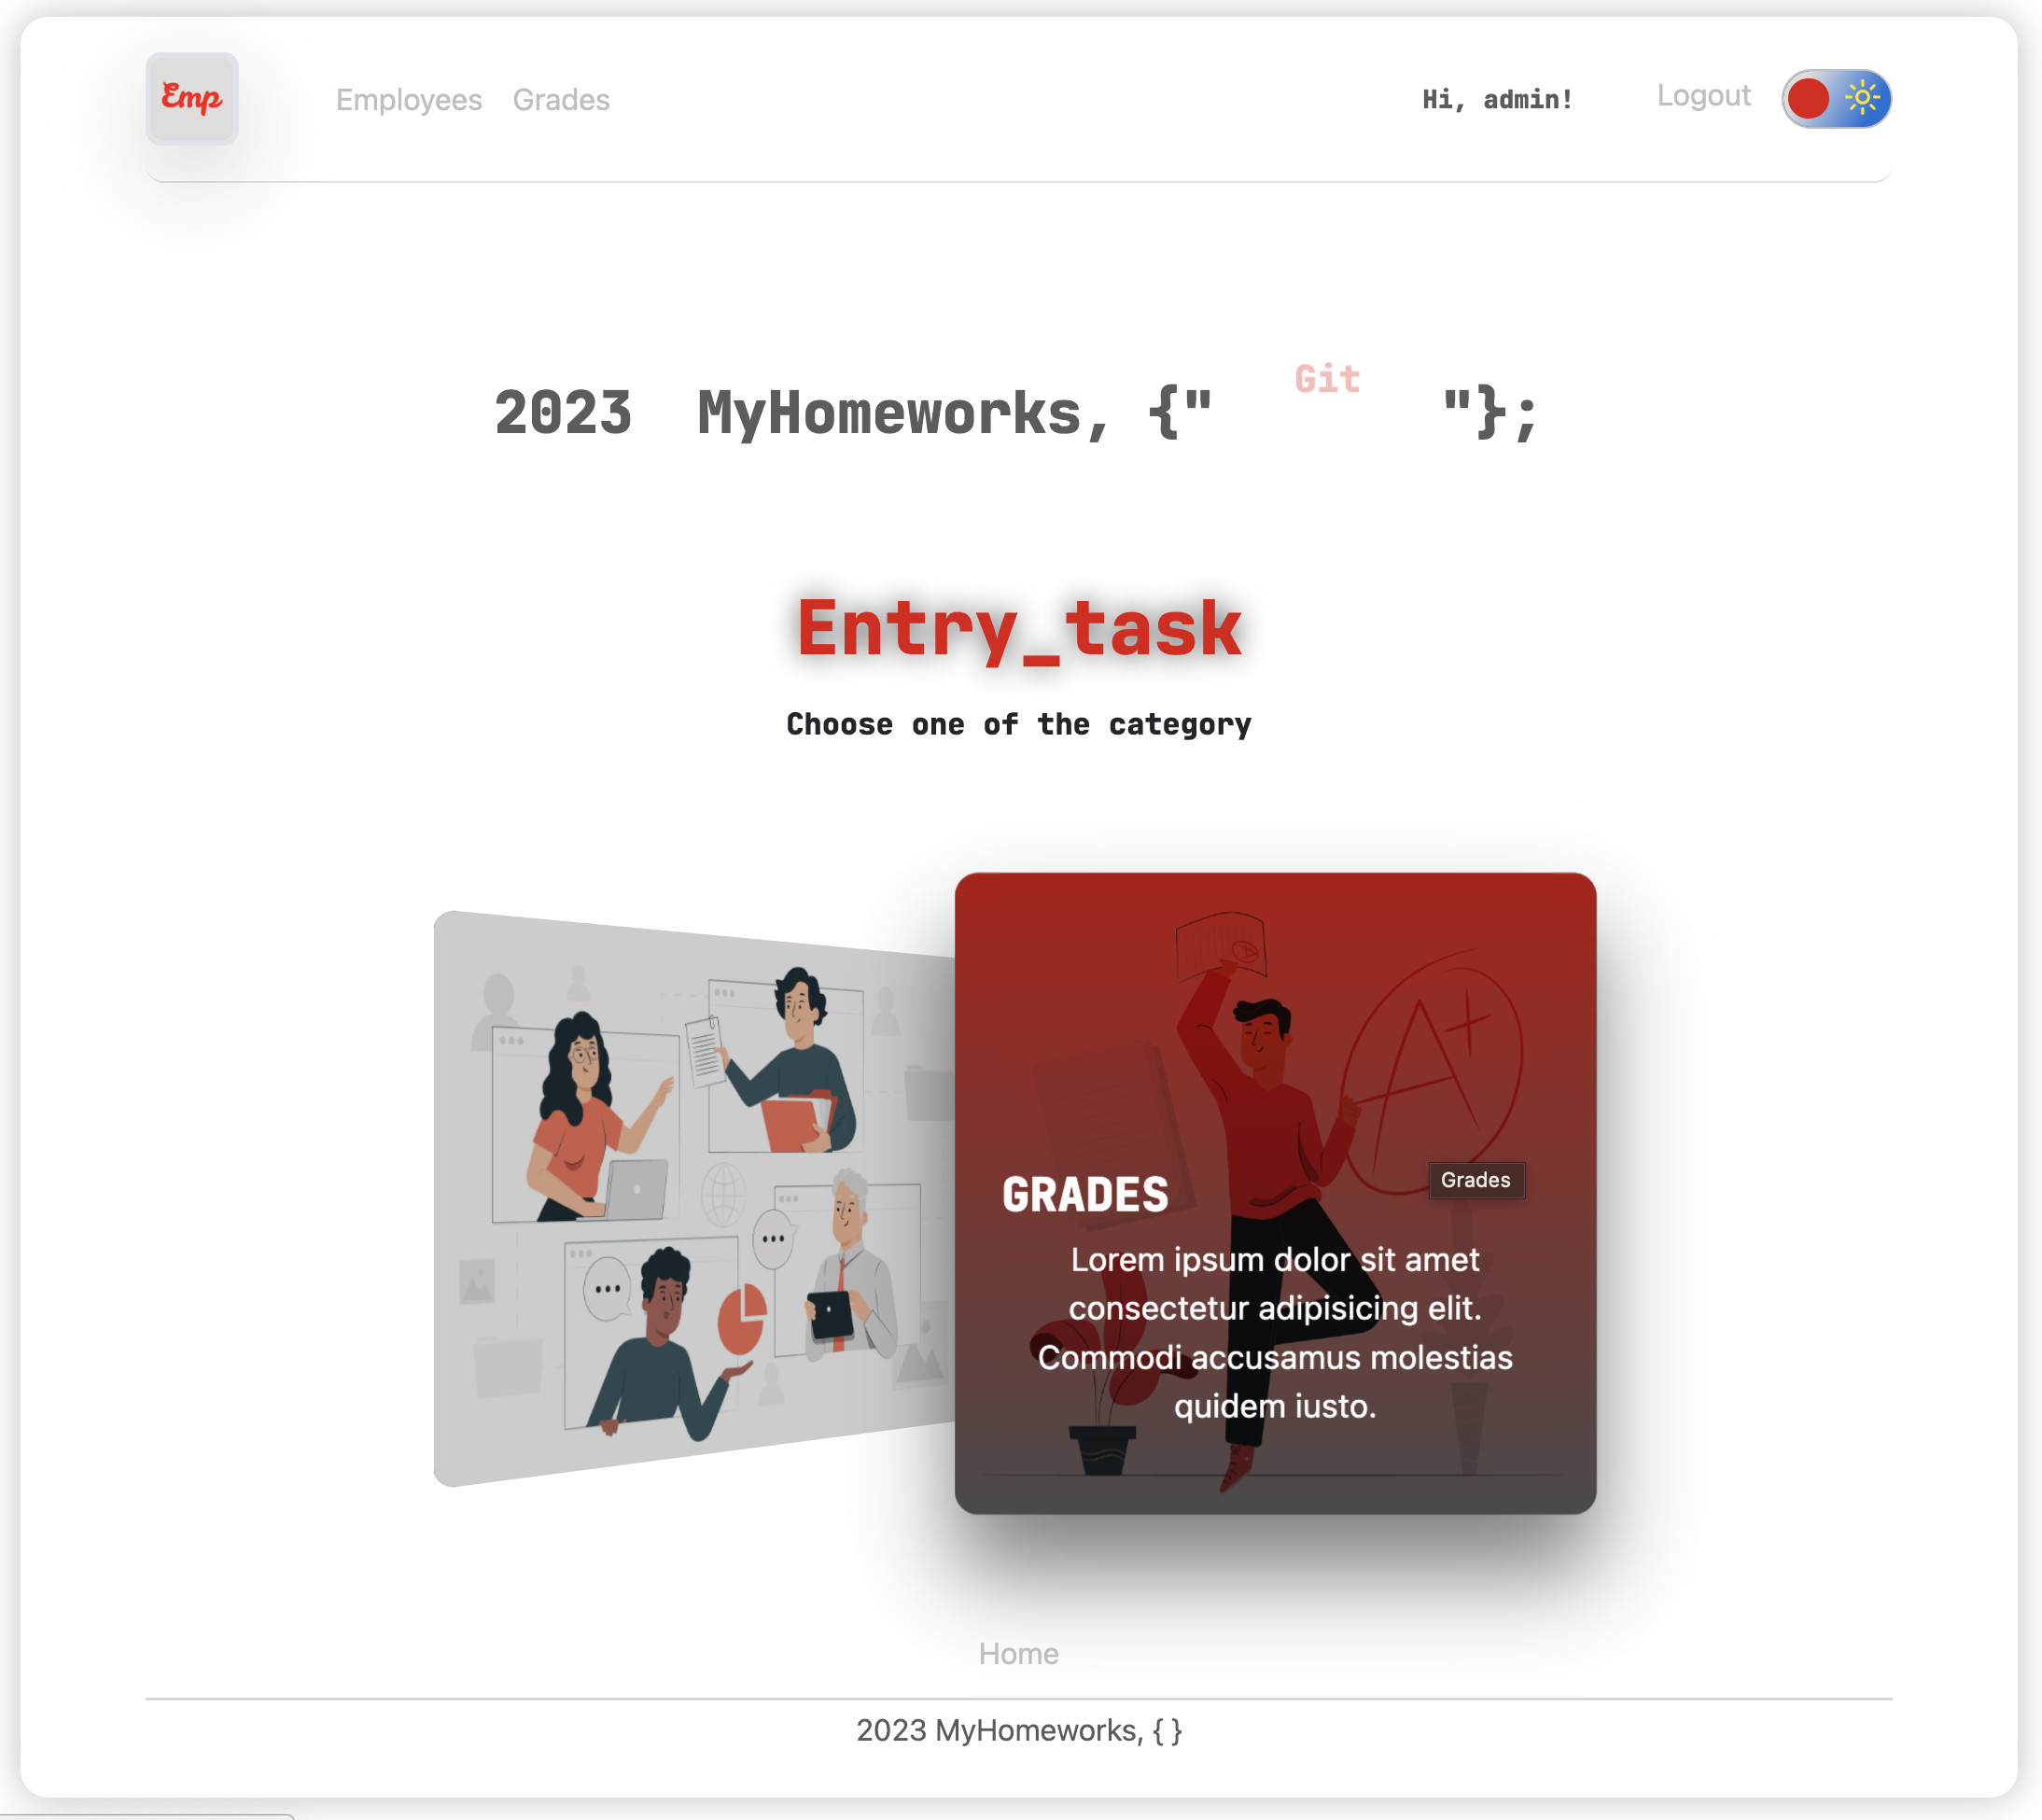 Emp
Employees Grades
Hi, admin!
Logout
2023 MyHomeworks, {" Git "};
Entry_task
Choose one of the category
A
A+
GRADES
Grades
Lorem ipsum dolor sit amet
consectetur adipisicing elit.
Commodi accusamus molestias
quidem iusto.
Home
2023 MyHomeworks, { }